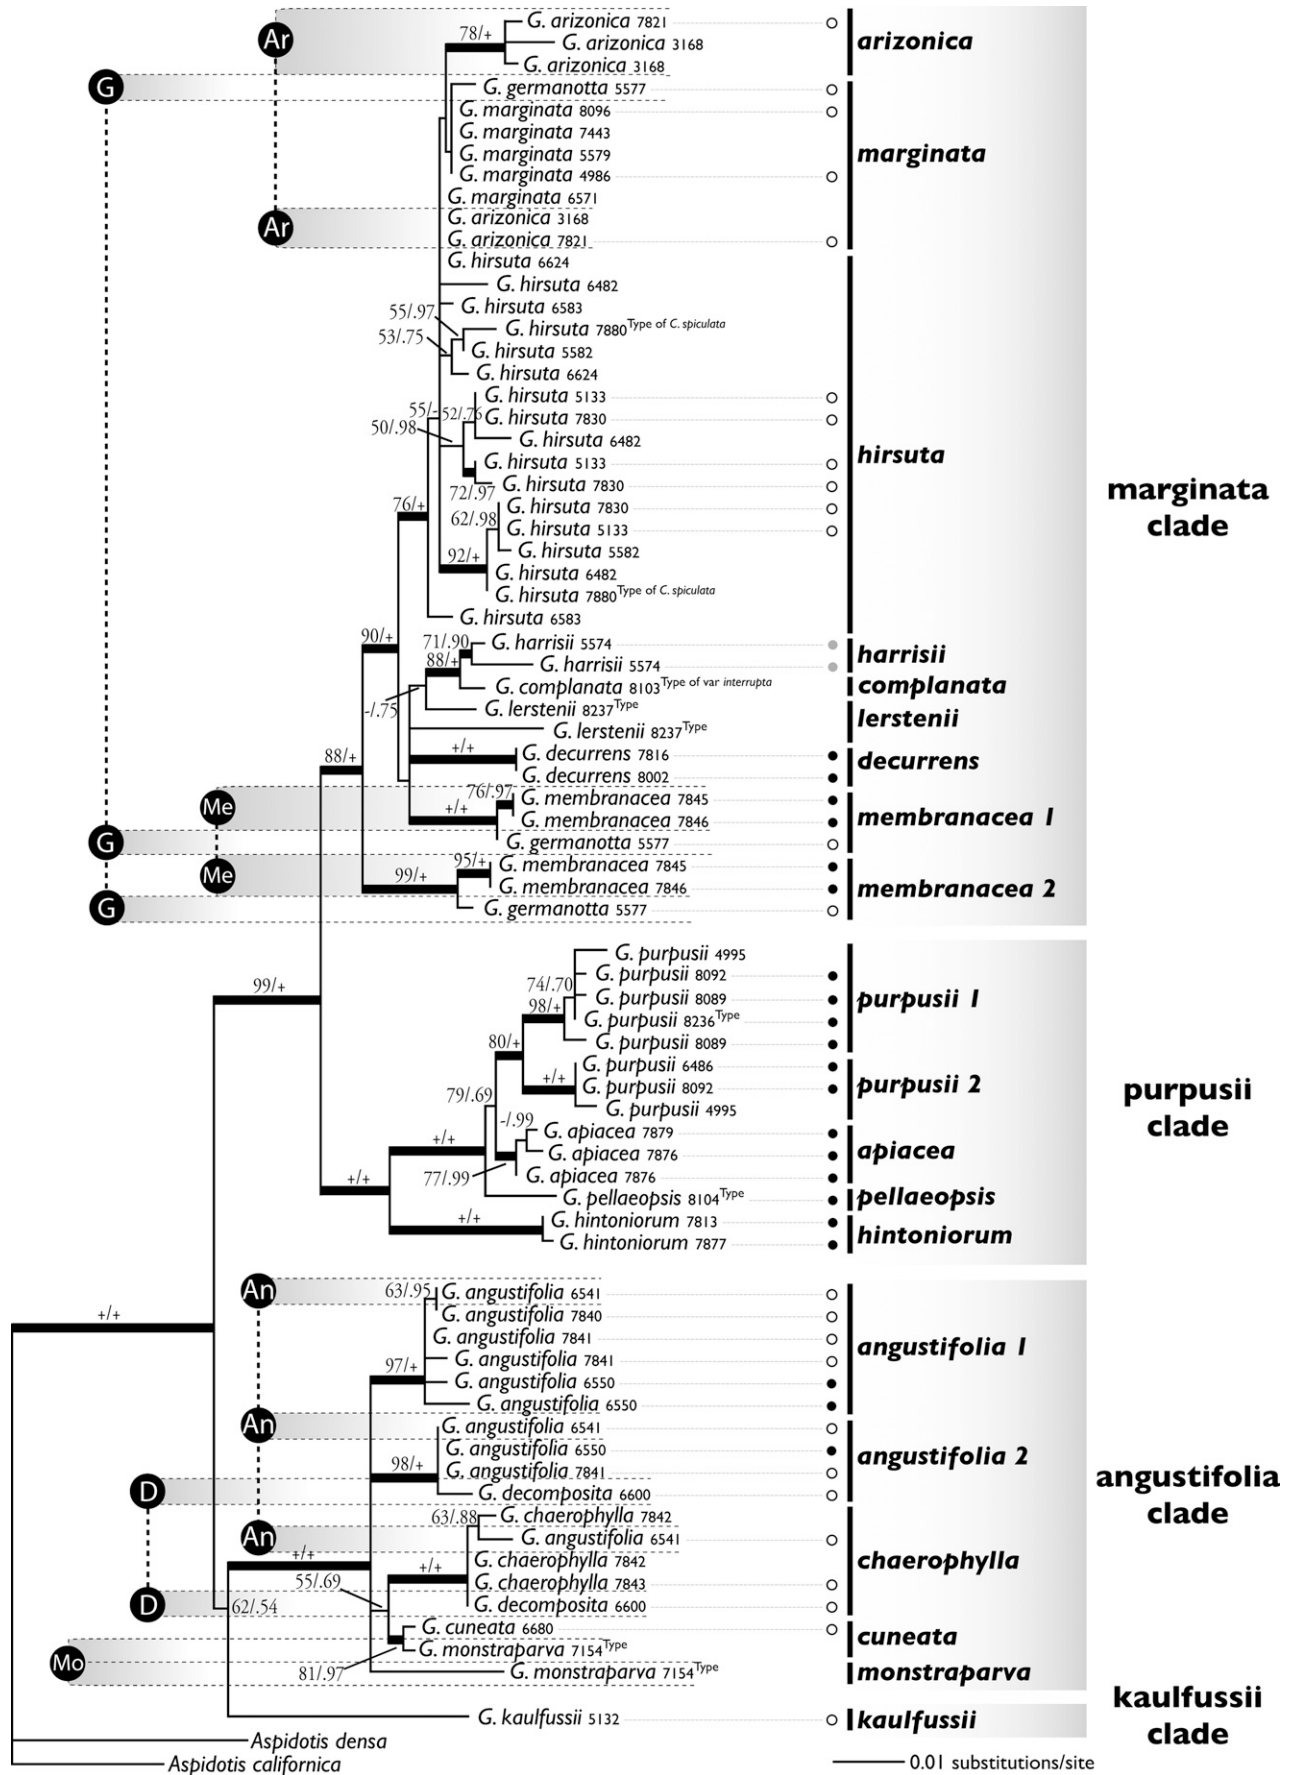 78/+
G. arizonica 7821
Ar
G. arizonica 3168
arizonica
G. arizonica 3168
G
G. germanotta 5577
G. marginata 8096
G. marginata 7443
G. marginata 5579
marginata
G. marginata 4986
G. marginata 6571
G. arizonica 3168
Ar
G. arizonica 7821
G. hirsuta 6624
G. hirsuta 6482
55/.97
G. hirsuta 6583
53/.75
G. hirsuta 7880 Type of C. spiculata
G. hirsuta 5582
G. hirsuta 6624
G. hirsuta 5133
55/-
52/.76
G. hirsuta 7830
50/.98
G. hirsuta 6482
hirsuta
G. hirsuta 5133
G. hirsuta 7830
72/.97
76/+
G. hirsuta 7830
62/.98
G. hirsuta 5133
G. hirsuta 5582
92/+
G. hirsuta 6482
G. hirsuta 7880 Type of C. spiculata
G. hirsuta 6583
marginata
clade
90/+
71/.90
G. harrisii 5574
88/+
G. harrisii 5574
harrisii
G. complanata 8103 Type of var interrupta
complanata
-/.75
G. lerstenii 8237 Type
lerstenii
G. lerstenii 8237 Type
88/+
+/+
G. decurrens 7816
decurrens
G. decurrens 8002
76/.97
G. membranacea 7845
Me
+/+
G. membranacea 7846
membranacea 1
G
G. germanotta 5577
95/+
G. membranacea 7845
Me
99/+
G. membranacea 7846
membranacea 2
G
G. germanotta 5577
G. purpusii 4995
G. purpusii 8092
99/+
74/.70
G. purpusii 8089
purpusii 1
98/+
G. purpusii 8236 Type
80/+
G. purpusii 8089
G. purpusii 6486
+/+
G. purpusii 8092
purpusii 2
79/.69
G. purpusii 4995
purpusii
clade
-/.99
G. apiacea 7879
+/+
G. apiacea 7876
apiacea
77/.99
G. apiacea 7876
+/+
G. pellaeopsis 8104 Type
pellaeopsis
+/+
G. hintoniorum 7813
hintoniorum
G. hintoniorum 7877
An
63/.95
G. angustifolia 6541
+/+
G. angustifolia 7840
G. angustifolia 7841
angustifolia 1
97/+
G. angustifolia 7841
G. angustifolia 6550
G. angustifolia 6550
An
G. angustifolia 6541
G. angustifolia 6550
angustifolia 2
98/+
G. angustifolia 7841
D
G. decomposita 6600
angustifolia
clade
63/.88
G. chaerophylla 7842
An
G. angustifolia 6541
+/+
+/+
G. chaerophylla 7842
chaerophylla
55/.69
G. chaerophylla 7843
D
62/.54
G. decomposita 6600
G. cuneata 6680
cuneata
G. monstraparva 7154 Type
Mo
81/.97
G. monstraparva 7154 Type
monstraparva
kaulfussii
clade
G. kaulfussii 5132
kaulfussii
Aspidotis densa
Aspidotis californica
0.01 substitutions/site